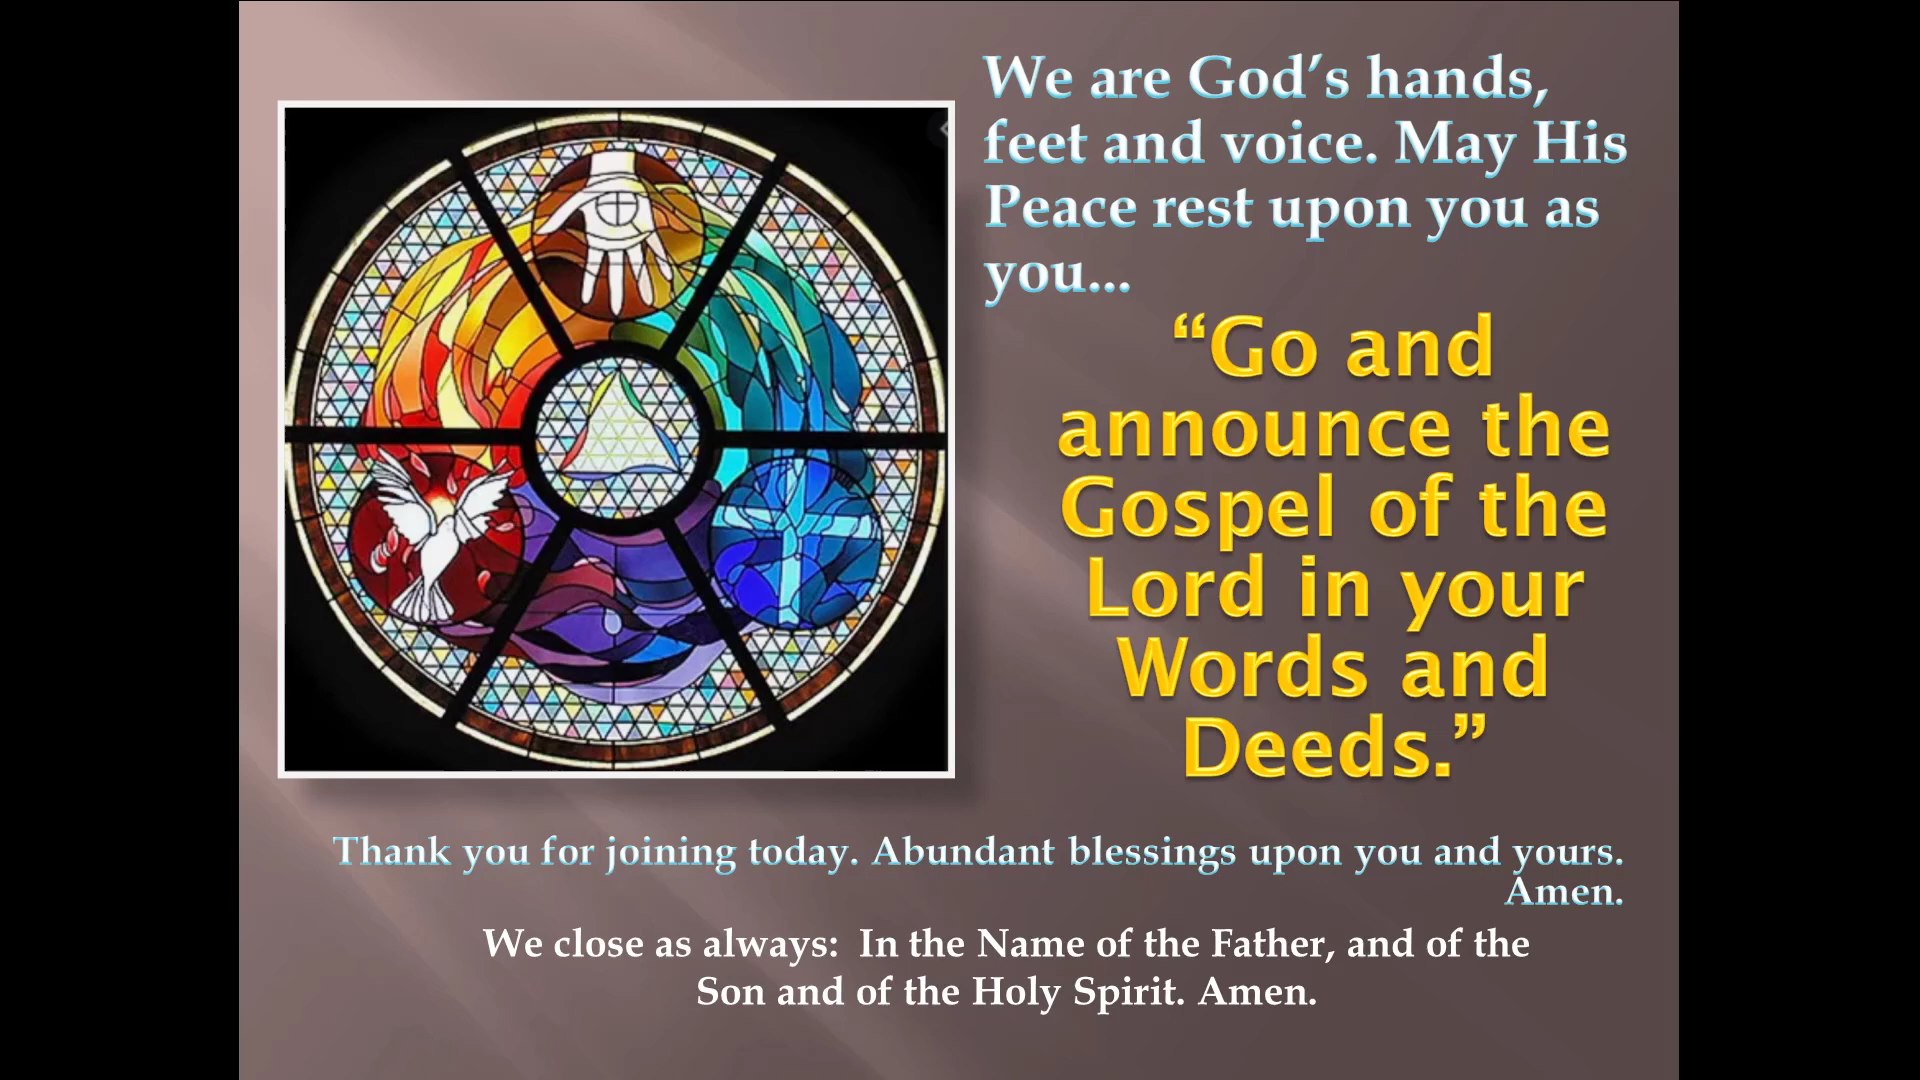 We are God’s hands,
feet and voice. May His
Peace rest upon you as
you...
“Go and
announce the
Gospel of the
Lord in your
Words and
Deeds.”
Thank you for joining today. Abundant blessings upon you and yours.
Amen.
We close as always:  In the Name of the Father, and of the
Son and of the Holy Spirit. Amen.